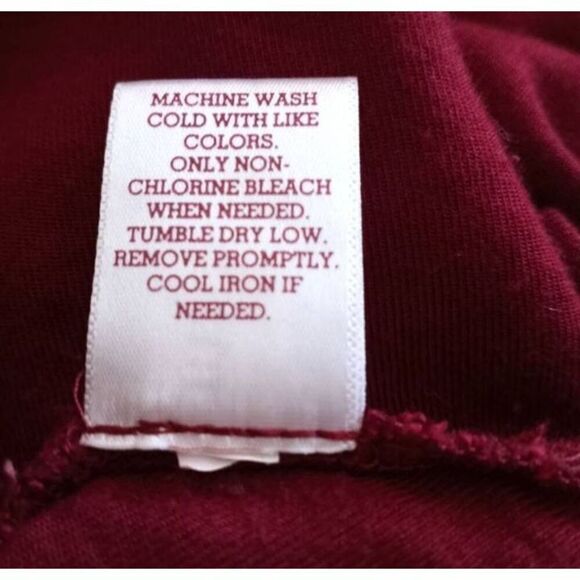 MACHINE WASH
COLD WITH LIKE
COLORS.
ONLY NON-
CHLORINE BLEACH
WHEN NEEDED.
TUMBLE DRY LOW.
REMOVE PROMPTLY.
COOL IRON IF
NEEDED.